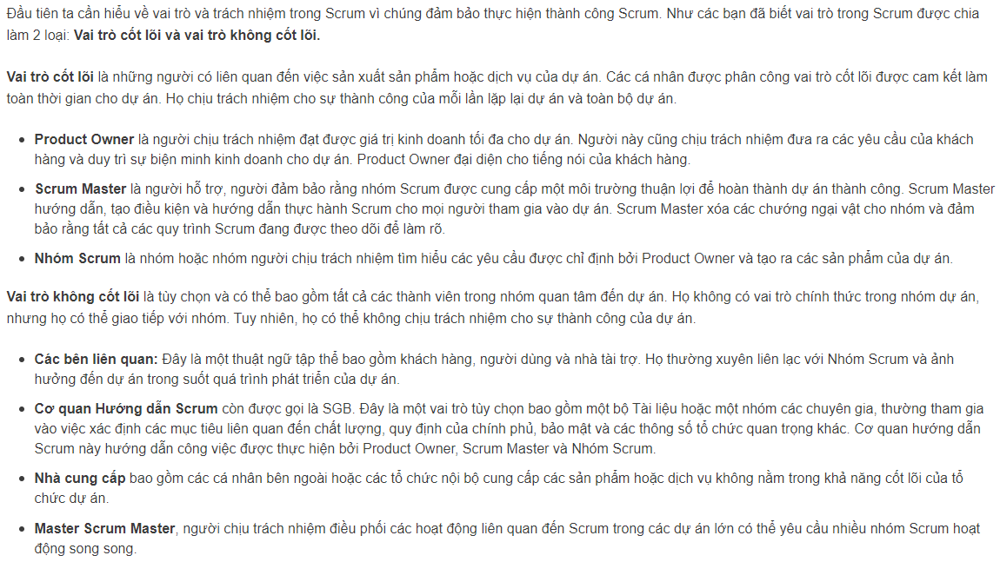 Đầu tiên ta cần hiểu về vai trò và trách nhiệm trong Scrum vì chúng đảm bảo thực hiện thành công Scrum. Như các bạn đã biết vai trò trong Scrum được chia
làm 2 loại: Vai trò cốt lõi và vai trò không cốt lõi.
Vai trò cốt lõi là những người có liên quan đến việc sản xuất sản phẩm hoặc dịch vụ của dự án. Các cá nhân được phân công vai trò cốt lõi được cam kết làm
toàn thời gian cho dự án. Họ chịu trách nhiệm cho sự thành công của mỗi lần lặp lại dự án và toàn bộ dự án.
• Product Owner là người chịu trách nhiệm đạt được giá trị kinh doanh tối đa cho dự án. Người này cũng chịu trách nhiệm đưa ra các yêu cầu của khách
hàng và duy trì sự biện minh kinh doanh cho dự án. Product Owner đại diện cho tiếng nói của khách hàng.
• Scrum Master là người hỗ trợ, người đảm bảo rằng nhóm Scrum được cung cấp một môi trường thuận lợi để hoàn thành dự án thành công. Scrum Master
hướng dẫn, tạo điều kiện và hướng dẫn thực hành Scrum cho mọi người tham gia vào dự án. Scrum Master xóa các chướng ngại vật cho nhóm và đảm
bảo rằng tất cả các quy trình Scrum đang được theo dõi để làm rõ.
• Nhóm Scrum là nhóm hoặc nhóm người chịu trách nhiệm tìm hiểu các yêu cầu được chỉ định bởi Product Owner và tạo ra các sản phẩm của dự án.
Vai trò không cốt lõi là tùy chọn và có thể bao gồm tất cả các thành viên trong nhóm quan tâm đến dự án. Họ không có vai trò chính thức trong nhóm dự án,
nhưng họ có thể giao tiếp với nhóm. Tuy nhiên, họ có thể không chịu trách nhiệm cho sự thành công của dự án.
• Các bên liên quan: Đây là một thuật ngữ tập thể bao gồm khách hàng, người dùng và nhà tài trợ. Họ thường xuyên liên lạc với Nhóm Scrum và ảnh
hưởng đến dự án trong suốt quá trình phát triển của dự án.
• Cơ quan Hướng dẫn Scrum còn được gọi là SGB. Đây là một vai trò tùy chọn bao gồm một bộ Tài liệu hoặc một nhóm các chuyên gia, thường tham gia
vào việc xác định các mục tiêu liên quan đến chất lượng, quy định của chính phủ, bảo mật và các thông số tổ chức quan trọng khác. Cơ quan hướng dẫn
Scrum này hướng dẫn công việc được thực hiện bởi Product Owner, Scrum Master và Nhóm Scrum.
• Nhà cung cấp bao gồm các cá nhân bên ngoài hoặc các tổ chức nội bộ cung cấp các sản phẩm hoặc dịch vụ không nằm trong khả năng cốt lõi của tổ
chức dự án.
• Master Scrum Master, người chịu trách nhiệm điều phối các hoạt động liên quan đến Scrum trong các dự án lớn có thể yêu cầu nhiều nhóm Scrum hoạt
động song song.